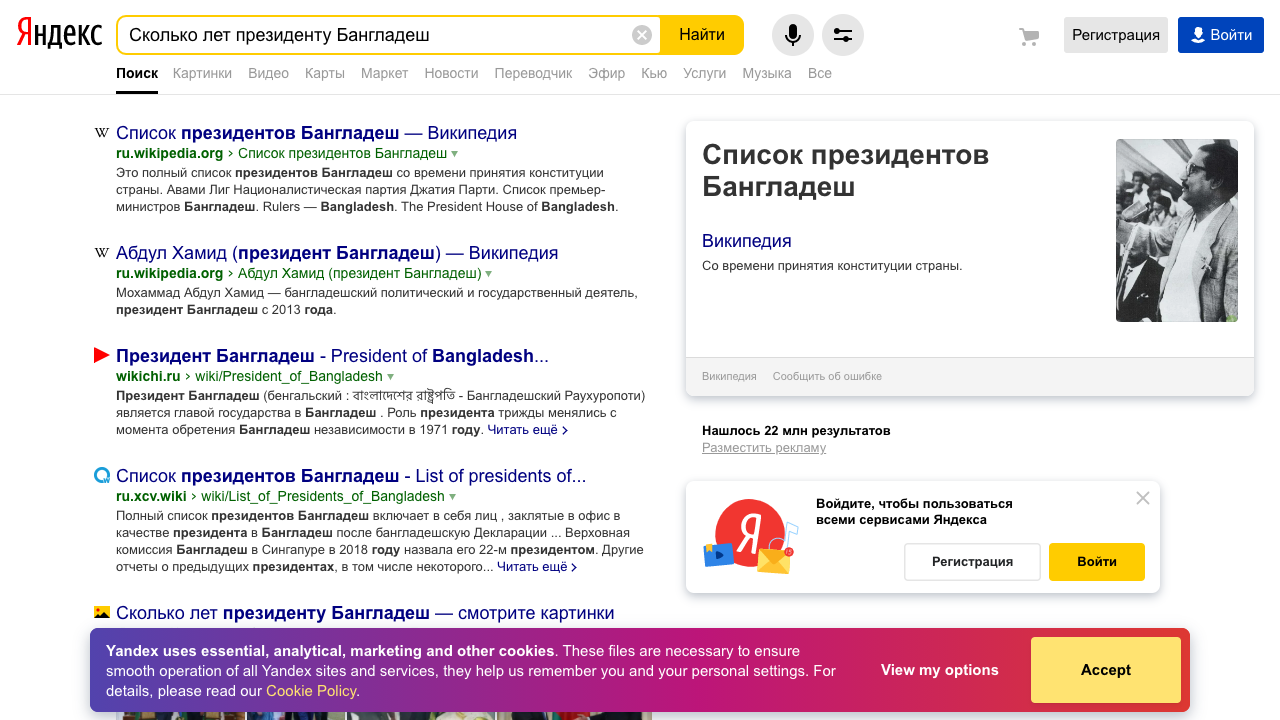 Яндекс
Сколько лет президенту Бангладеш
Найти
Регистрация
Войти
Поиск Картинки Видео Карты Маркет Новости Переводчик Эфир Кью Услуги Музыка Все
Список президентов Бангладеш — Википедия
ru.wikipedia.org › Список президентов Бангладеш
Это полный список президентов Бангладеш со времени принятия конституции
страны. Авами Лиг Националистическая партия Джатия Парти. Список премьер-
министров Бангладеш. Rulers — Bangladesh. The President House of Bangladesh.
Абдул Хамид (президент Бангладеш) — Википедия
ru.wikipedia.org › Абдул Хамид (президент Бангладеш)
Мохаммад Абдул Хамид — бангладешский политический и государственный деятель,
президент Бангладеш с 2013 года.
Президент Бангладеш - President of Bangladesh...
wikichi.ru › wiki/President_of_Bangladesh
Президент Бангладеш (бенгальский : বাংলাদেশের রাষ্ট্রপতি - Бангладешский Раухуропоти)
является главой государства в Бангладеш . Роль президента трижды менялись с
момента обретения Бангладеш независимости в 1971 году. Читать ещё ›
Список президентов Бангладеш - List of presidents of...
ru.xcv.wiki › wiki/List_of_Presidents_of_Bangladesh
Полный список президентов Бангладеш включает в себя лиц , заклятые в офис в
качестве президента в Бангладеш после бангладешскую Декларации ... Верховная
комиссия Бангладеш в Сингапуре в 2018 году назвала его 22-м президентом. Другие
отчеты о предыдущих президентах, в том числе некоторого... Читать ещё ›
Сколько лет президенту Бангладеш — смотрите картинки
Список президентов
Бангладеш
Википедия
Со времени принятия конституции страны.
Википедия Сообщить об ошибке
Нашлось 22 млн результатов
Разместить рекламу
Войдите, чтобы пользоваться
всеми сервисами Яндекса
Регистрация
Войти
Yandex uses essential, analytical, marketing and other cookies. These files are necessary to ensure
smooth operation of all Yandex sites and services, they help us remember you and your personal settings. For
details, please read our Cookie Policy.
View my options
Accept